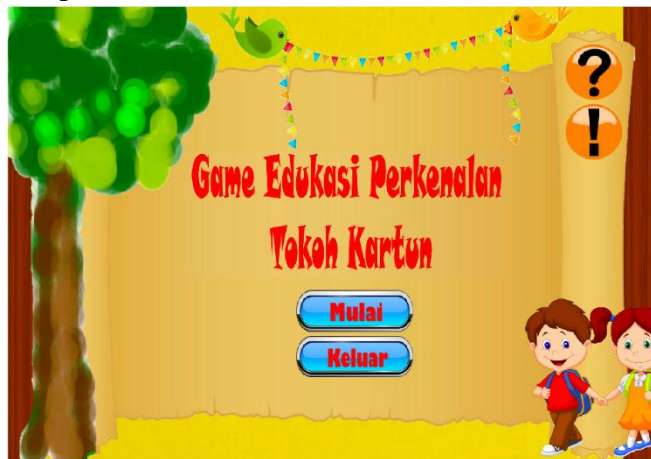 ?
!
Game Edukasi Perkenalan
Tokoh Kartun
Mulai
Keluar